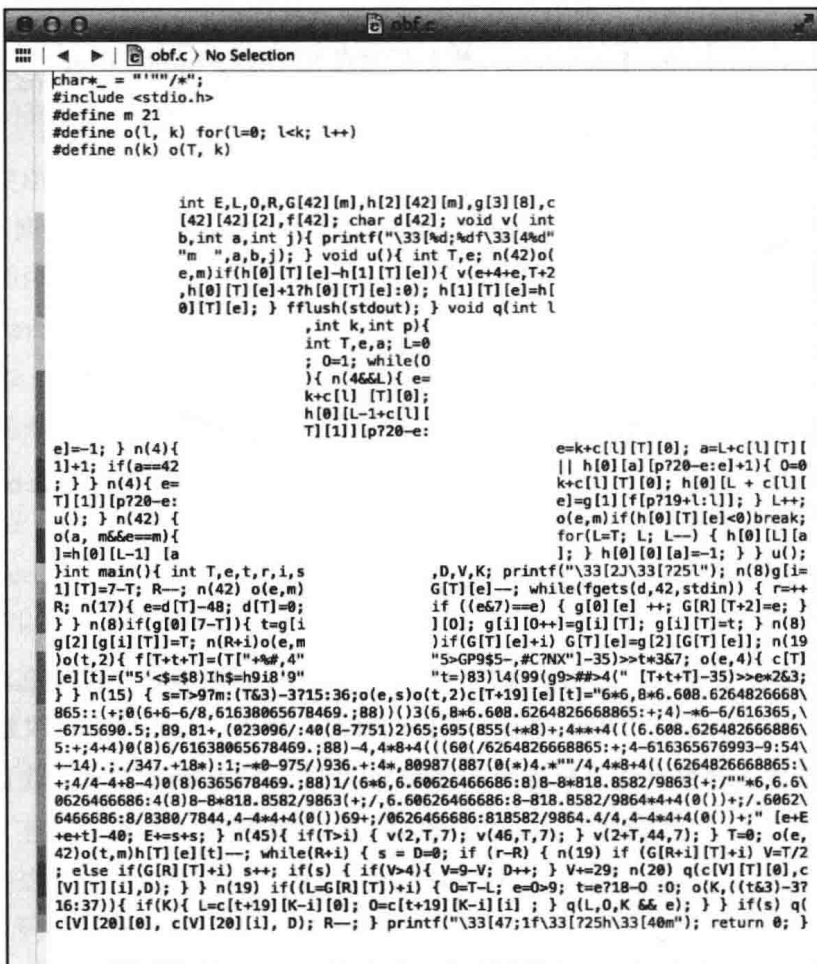 obf.c
obf.c 〉 No Selection
char*_ = "'""/*";
#include <stdio.h>
#define m 21
#define o(l, k) for(l=0; l<k; l++)
#define n(k) o(T, k)
int E,L,O,R,G[42][m],h[2][42][m],g[3][8],c
[42][42][2],f[42]; char d[42]; void v( int
b,int a,int j){ printf("\33[%d;%df\33[4%d"
"m  ",a,b,j); } void u(){ int T,e; n(42)o(
e,m)if(h[0][T][e]-h[1][T][e]){ v(e+4+e,T+2
,h[0][T][e]+1?h[0][T][e]:0); h[1][T][e]=h[
0][T][e]; } fflush(stdout); } void q(int l
,int k,int p){
int T,e,a; L=0
; O=1; while(O
){ n(4&&L){ e=
k+c[l] [T][0];
h[0][L-1+c[l][
T][1]][p?20-e:
e]=-1; } n(4){ e=k+c[l][T][0]; a=L+c[l][T][
1]+1; if(a==42 || h[0][a][p?20-e:e]+1){ O=0
; } } n(4){ e= k+c[l][T][0]; h[0][L + c[l][
T][1]][p?20-e: e]=g[1][f[p?19+l:l]]; } L++;
u(); } n(42) { o(e,m)if(h[0][T][e]<0)break;
o(a, m&&e==m){ for(L=T; L; L--) { h[0][L][a
]=h[0][L-1] [a ]; } h[0][0][a]=-1; } } u();
}int main(){ int T,e,t,r,i,s ,D,V,K; printf("\33[2J\33[?25l"); n(8)g[i=
1][T]=7-T; R--; n(42) o(e,m) G[T][e]--; while(fgets(d,42,stdin)) { r=++
R; n(17){ e=d[T]-48; d[T]=0; if ((e&7)==e) { g[0][e] ++; G[R][T+2]=e; }
} } n(8)if(g[0][7-T]){ t=g[i ][0]; g[i][O++]=g[i][T]; g[i][T]=t; } n(8)
g[2][g[i][T]]=T; n(R+i)o(e,m )if(G[T][e]+i) G[T][e]=g[2][G[T][e]]; n(19
)o(t,2){ f[T+t+T]=(T["+%#,4" "5>GP9$5-,#C?NX"]-35)>>t*3&7; o(e,4){ c[T]
[e][t]=("5'<$=$8)Ih$=h9i8'9" "t=)83)l4(99(g9>##>4(" [T+t+T]-35)>>e*2&3;
} } n(15) { s=T>9?m:(T&3)-3?15:36;o(e,s)o(t,2)c[T+19][e][t]="6*6,8*6.608.6264826668\
865::(+;0(6+6-6/8,61638065678469.;88))()3(6,8*6.608.6264826668865:+;4)-*6-6/616365,\
-6715690.5;,89,81+,(023096/:40(8-7751)2)65;695(855(+*8)+;4**+4(((6.608.626482666886\
5:+;4+4)0(8)6/61638065678469.;88)-4,4*8+4(((60(/6264826668865:+;4-616365676993-9:54\
+-14).;./347.+18*):1;-*0-975/)936.+:4*,80987(887(0(*)4.*""/4,4*8+4(((6264826668865:\
+;4/4-4+8-4)0(8)6365678469.;88)1/(6*6,6.60626466686:8)8-8*818.8582/9863(+;/""*6,6.6\
0626466686:4(8)8-8*818.8582/9863(+;/,6.60626466686:8-818.8582/9864*4+4(0())+;/.6062\
6466686:8/8380/7844,4-4*4+4(0())69+;/0626466686:818582/9864.4/4,4-4*4+4(0())+;" [e+E
+e+t]-40; E+=s+s; } n(45){ if(T>i) { v(2,T,7); v(46,T,7); } v(2+T,44,7); } T=0; o(e,
42)o(t,m)h[T][e][t]--; while(R+i) { s = D=0; if (r-R) { n(19) if (G[R+i][T]+i) V=T/2
; else if(G[R][T]+i) s++; if(s) { if(V>4){ V=9-V; D++; } V+=29; n(20) q(c[V][T][0],c
[V][T][i],D); } } n(19) if((L=G[R][T])+i) { O=T-L; e=O>9; t=e?18-O :O; o(K,((t&3)-3?
16:37)){ if(K){ L=c[t+19][K-i][0]; O=c[t+19][K-i][i] ; } q(L,O,K && e); } } if(s) q(
c[V][20][0], c[V][20][i], D); R--; } printf("\33[47;1f\33[?25h\33[40m"); return 0; }